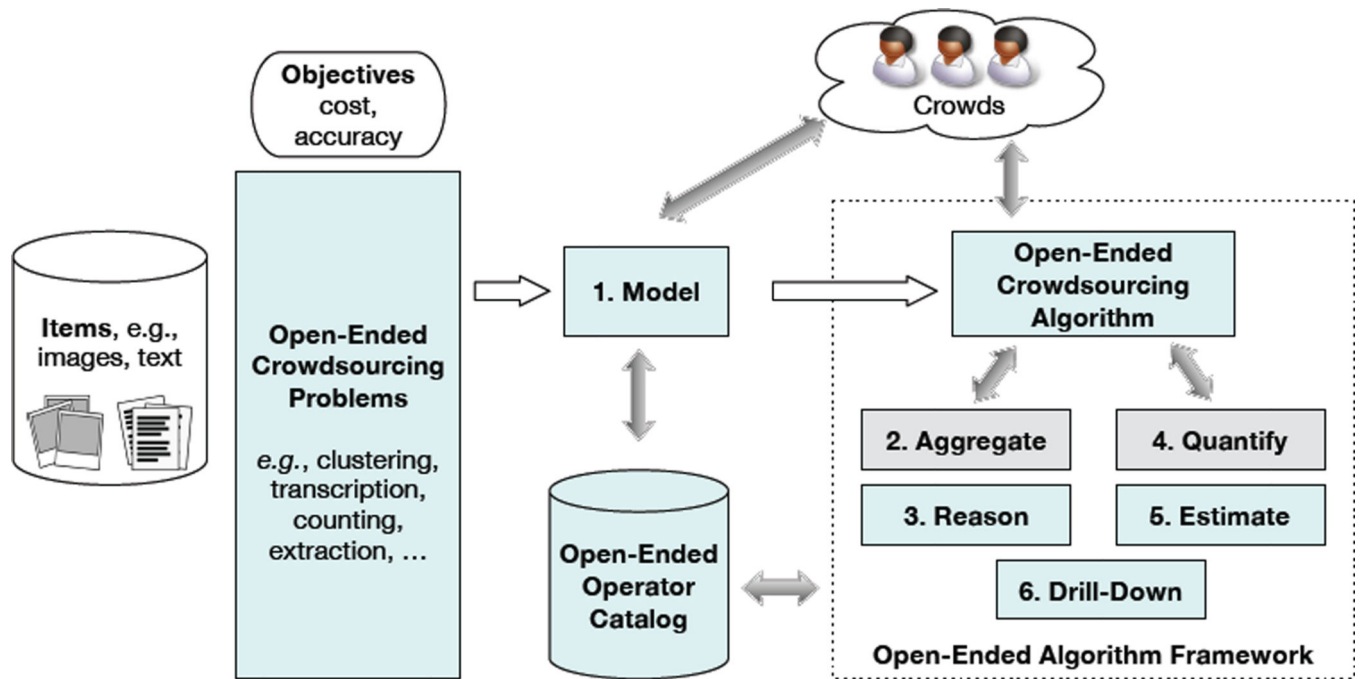 Objectives
cost,
accuracy
Crowds
Items, e.g.,
images, text
Open-Ended
Crowdsourcing
Problems
e.g., clustering,
transcription,
counting,
extraction, …
1. Model
Open-Ended
Operator
Catalog
Open-Ended
Crowdsourcing
Algorithm
2. Aggregate
4. Quantify
3. Reason
5. Estimate
6. Drill-Down
Open-Ended Algorithm Framework